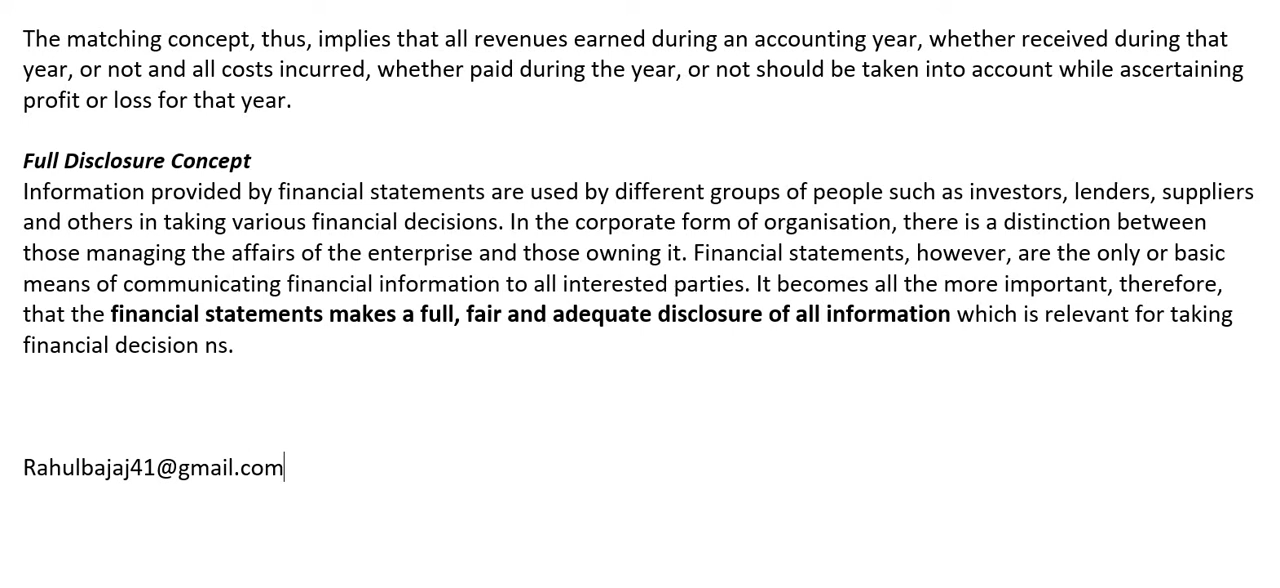 The matching concept, thus, implies that all revenues earned during an accounting year, whether received during that
year, or not and all costs incurred, whether paid during the year, or not should be taken into account while ascertaining
profit or loss for that year.
Full Disclosure Concept
Information provided by financial statements are used by different groups of people such as investors, lenders, suppliers
and others in taking various financial decisions. In the corporate form of organisation, there is a distinction between
those managing the affairs of the enterprise and those owning it. Financial statements, however, are the only or basic
means of communicating financial information to all interested parties. It becomes all the more important, therefore,
that the financial statements makes a full, fair and adequate disclosure of all information which is relevant for taking
financial decision ns.
Rahulbajaj41@gmail.com